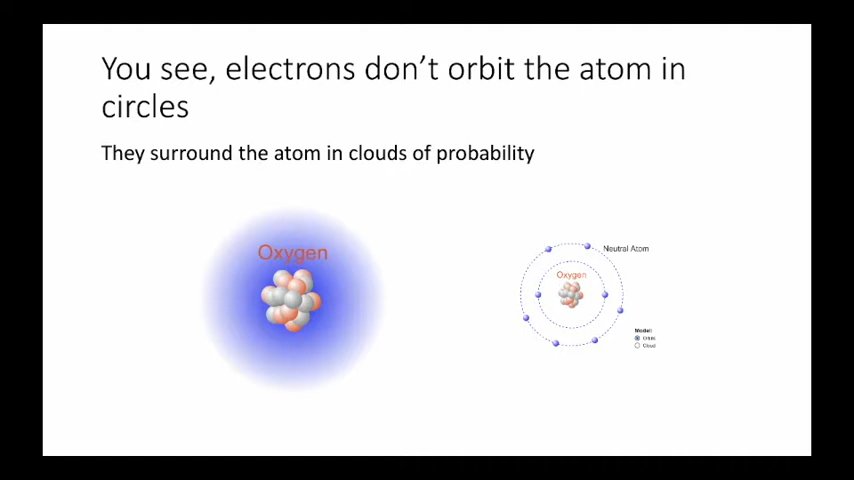 You see, electrons don’t orbit the atom in
circles
They surround the atom in clouds of probability
Oxygen
Neutral Atom
Oxygen
Model:
Orbits
Cloud